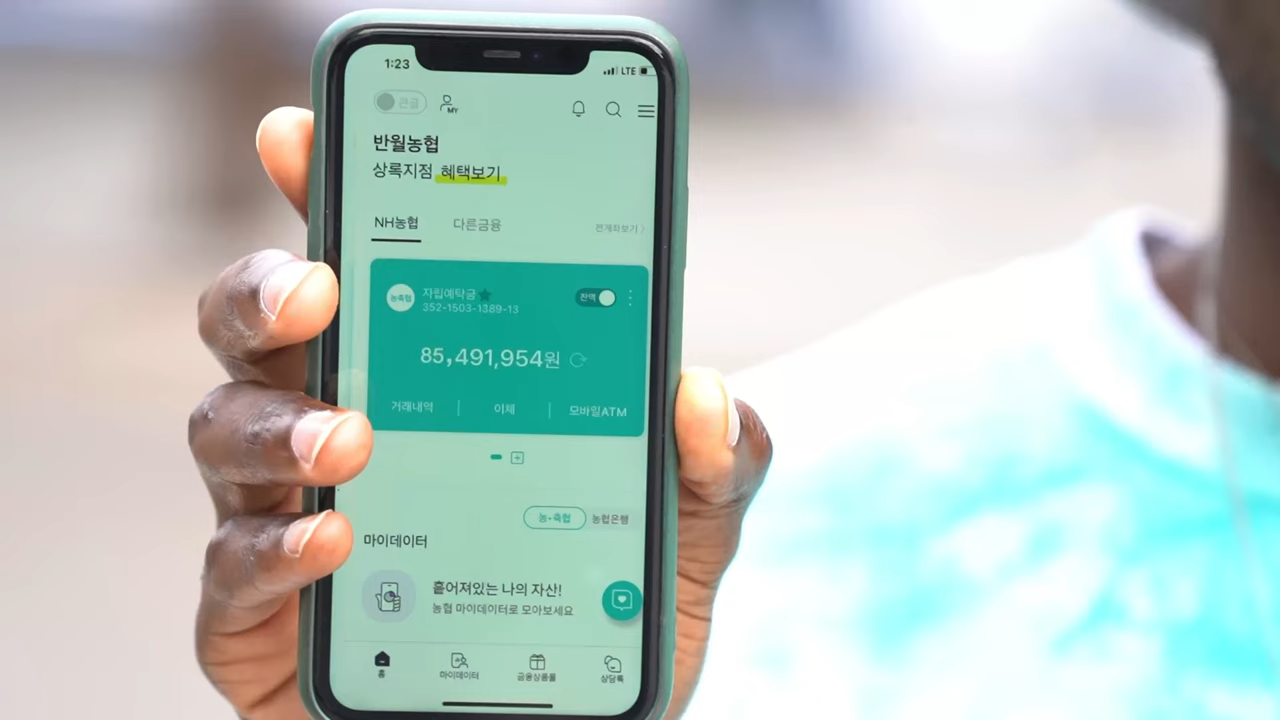 1:23 LTE
큰글 MY
반월농협
상록지점 혜택보기
NH농협 다른금융 전계좌보기
농축협 자립예탁금 잔액
352-1503-1389-13
85,491,954원
거래내역 이체 모바일ATM
농·축협 농협은행
마이데이터
흩어져있는 나의 자산!
농협 마이데이터로 모아보세요
홈 마이데이터 금융상품몰 상담톡